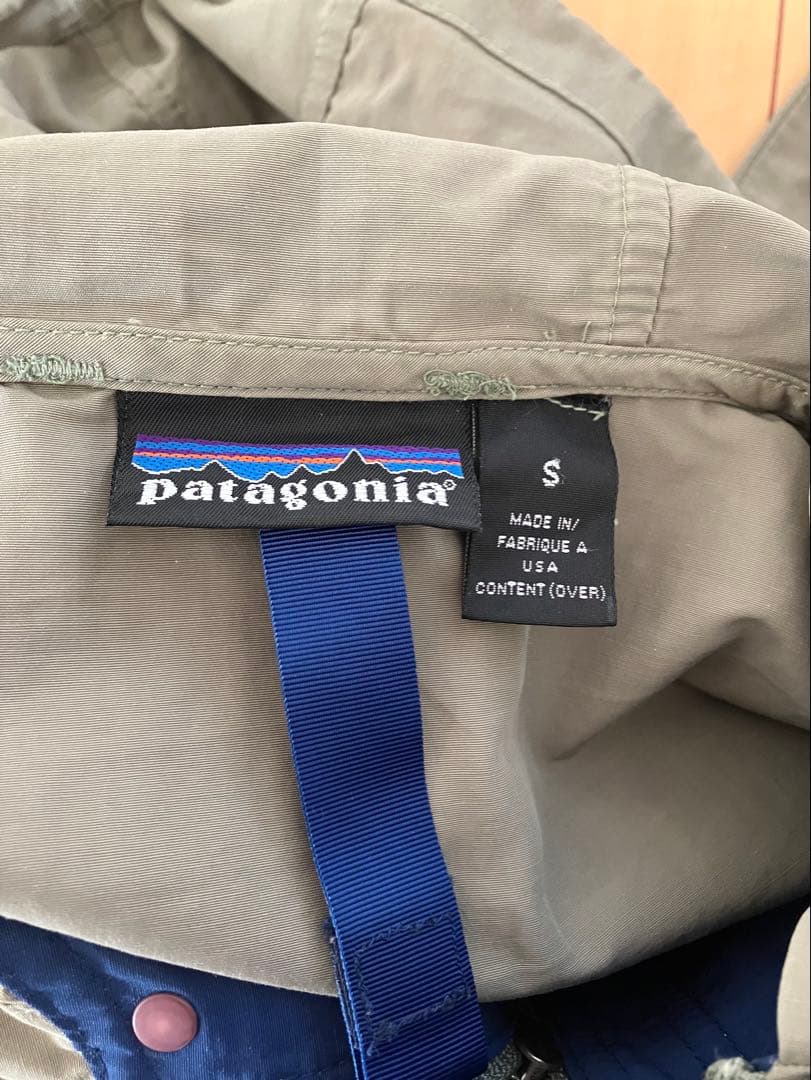 patagonia®
S
MADE IN/
FABRIQUE A
USA
CONTENT (OVER)